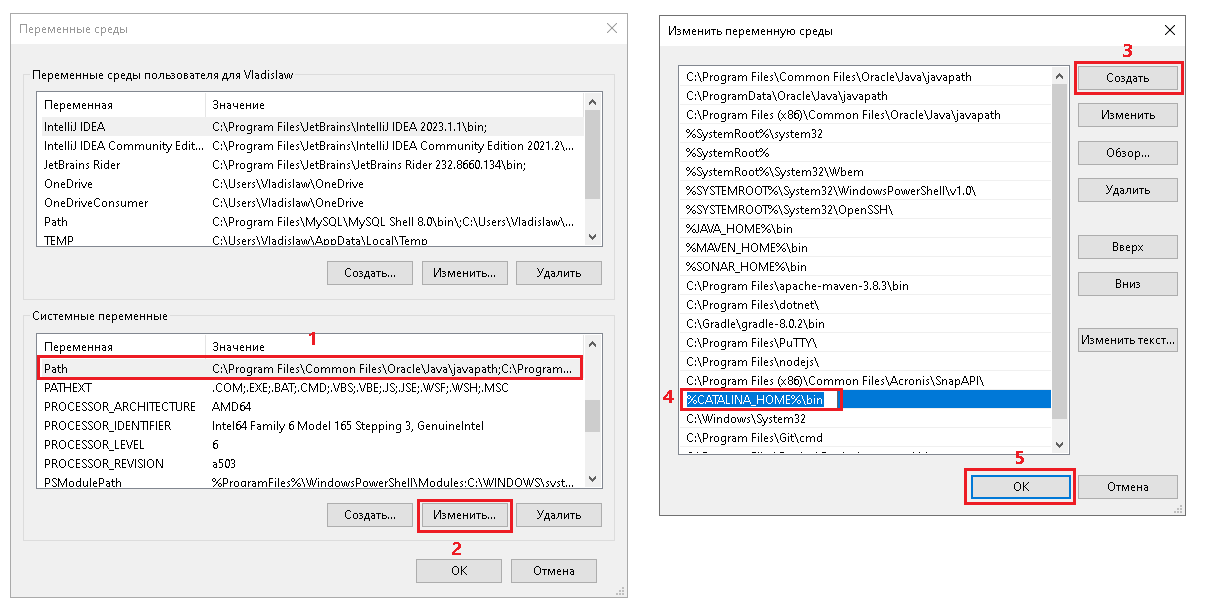 Переменные среды
Переменные среды пользователя для Vladislaw
Переменная Значение
IntelliJ IDEA C:\Program Files\JetBrains\IntelliJ IDEA 2023.1.1\bin;
IntelliJ IDEA Community Edit... C:\Program Files\JetBrains\IntelliJ IDEA Community Edition 2021.2\...
JetBrains Rider C:\Program Files\JetBrains\JetBrains Rider 232.8660.134\bin;
OneDrive C:\Users\Vladislaw\OneDrive
OneDriveConsumer C:\Users\Vladislaw\OneDrive
Path C:\Program Files\MySQL\MySQL Shell 8.0\bin\;C:\Users\Vladislaw\...
TEMP C:\Users\Vladislaw\AppData\Local\Temp
Создать... Изменить... Удалить
Системные переменные
1
Переменная Значение
Path C:\Program Files\Common Files\Oracle\Java\javapath;C:\Program...
PATHEXT .COM;.EXE;.BAT;.CMD;.VBS;.VBE;.JS;.JSE;.WSF;.WSH;.MSC
PROCESSOR_ARCHITECTURE AMD64
PROCESSOR_IDENTIFIER Intel64 Family 6 Model 165 Stepping 3, GenuineIntel
PROCESSOR_LEVEL 6
PROCESSOR_REVISION a503
PSModulePath %ProgramFiles%\WindowsPowerShell\Modules;C:\WINDOWS\syst...
Создать... Изменить... Удалить
2
OK Отмена
Изменить переменную среды
3
C:\Program Files\Common Files\Oracle\Java\javapath
C:\ProgramData\Oracle\Java\javapath
C:\Program Files (x86)\Common Files\Oracle\Java\javapath
%SystemRoot%\system32
%SystemRoot%
%SystemRoot%\System32\Wbem
%SYSTEMROOT%\System32\WindowsPowerShell\v1.0\
%SYSTEMROOT%\System32\OpenSSH\
%JAVA_HOME%\bin
%MAVEN_HOME%\bin
%SONAR_HOME%\bin
C:\Program Files\apache-maven-3.8.3\bin
C:\Program Files\dotnet\
C:\Gradle\gradle-8.0.2\bin
C:\Program Files\PuTTY\
C:\Program Files\nodejs\
C:\Program Files (x86)\Common Files\Acronis\SnapAPI\
4 %CATALINA_HOME%\bin
C:\Windows\System32
C:\Program Files\Git\cmd
Создать
Изменить
Обзор...
Удалить
Вверх
Вниз
Изменить текст...
5
OK Отмена